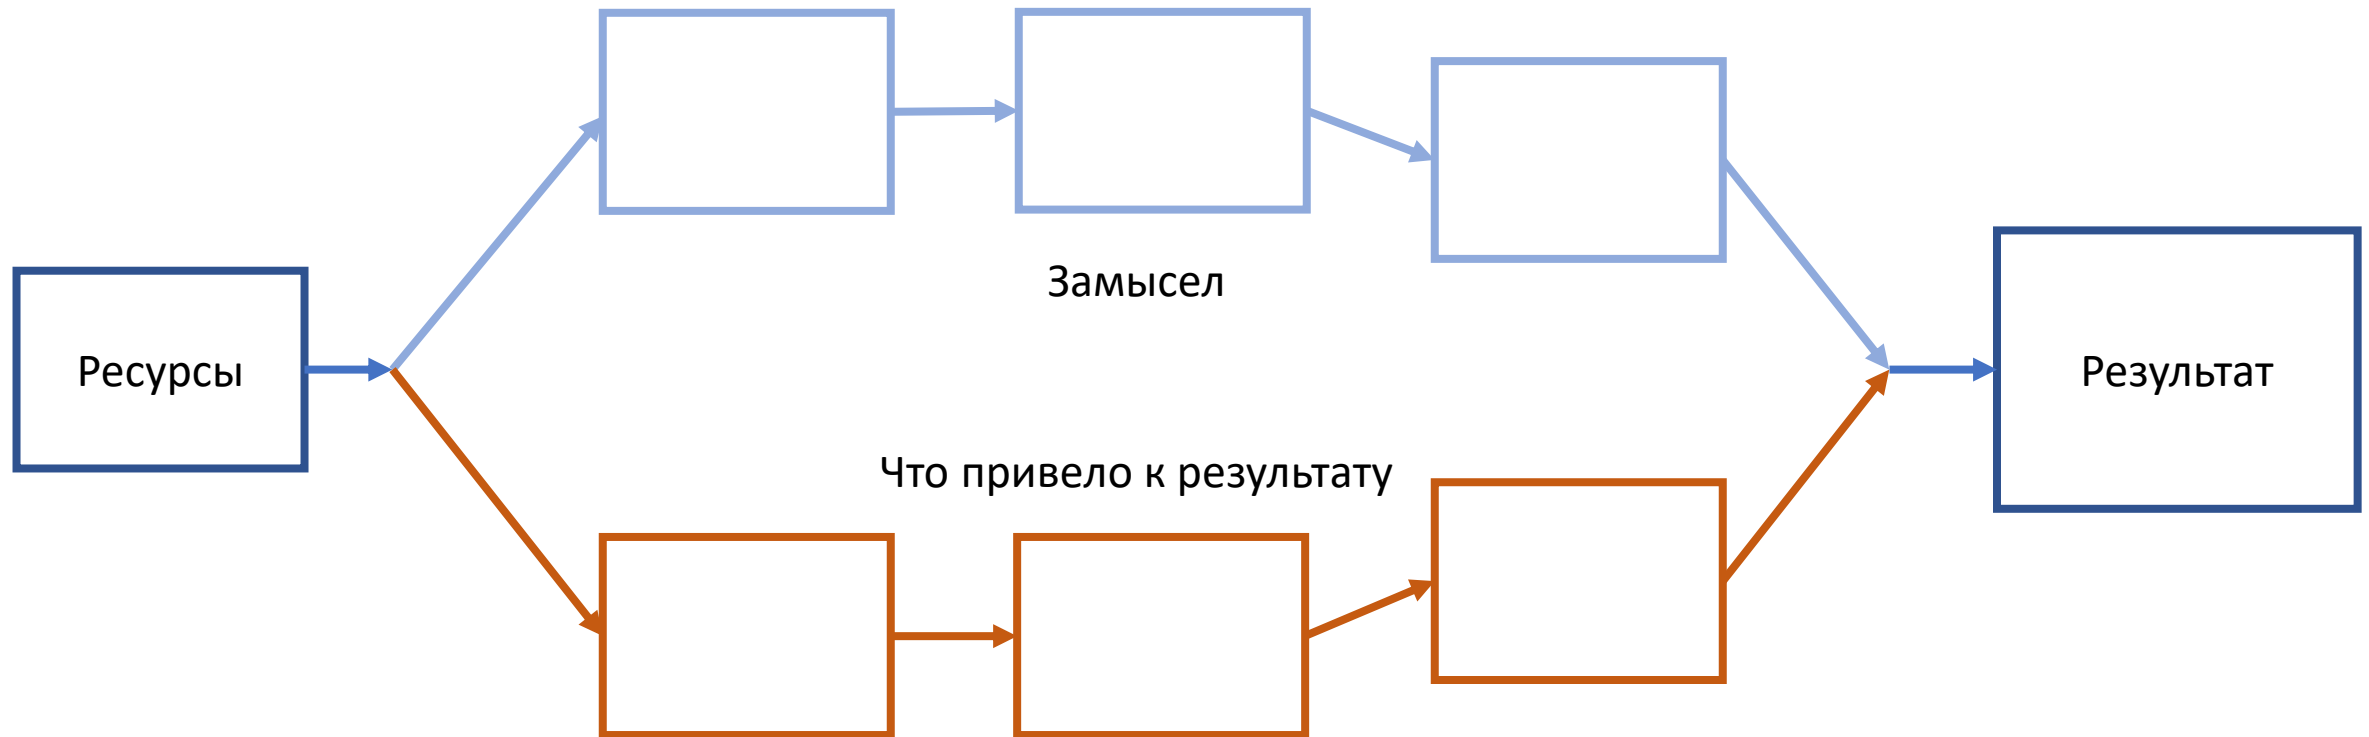 Замысел
Ресурсы
Результат
Что привело к результату